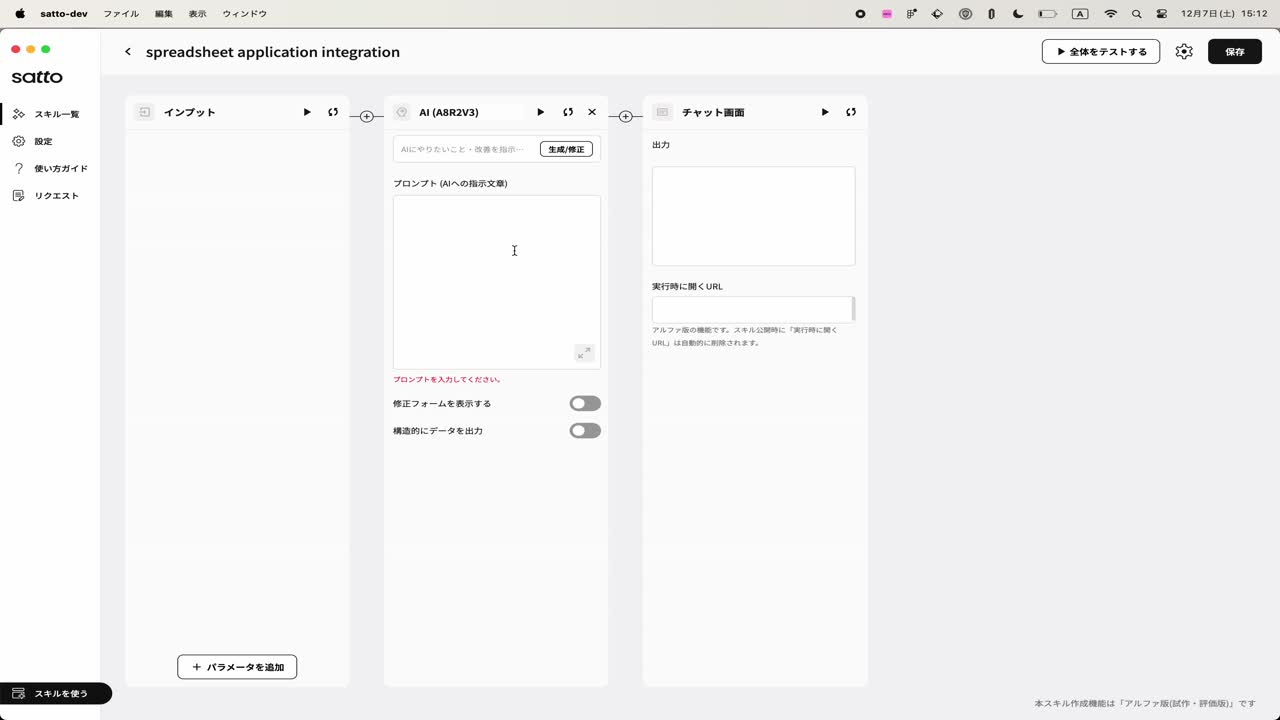 satto-dev ファイル 編集 表示 ウィンドウ A 12月7日(土) 15:12
satto
スキル一覧
設定
使い方ガイド
リクエスト
スキルを使う
spreadsheet application integration
全体をテストする
保存
インプット
パラメータを追加
AI (A8R2V3)
AIにやりたいこと・改善を指示…
生成/修正
プロンプト (AIへの指示文章)
プロンプトを入力してください。
修正フォームを表示する
構造的にデータを出力
チャット画面
出力
実行時に開くURL
アルファ版の機能です。スキル公開時に「実行時に開く
URL」は自動的に削除されます。
本スキル作成機能は「アルファ版(試作・評価版)」です